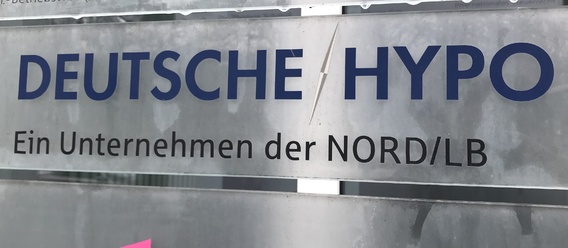 DEUTSCHE/HYPO
Ein Unternehmen der NORD/LB